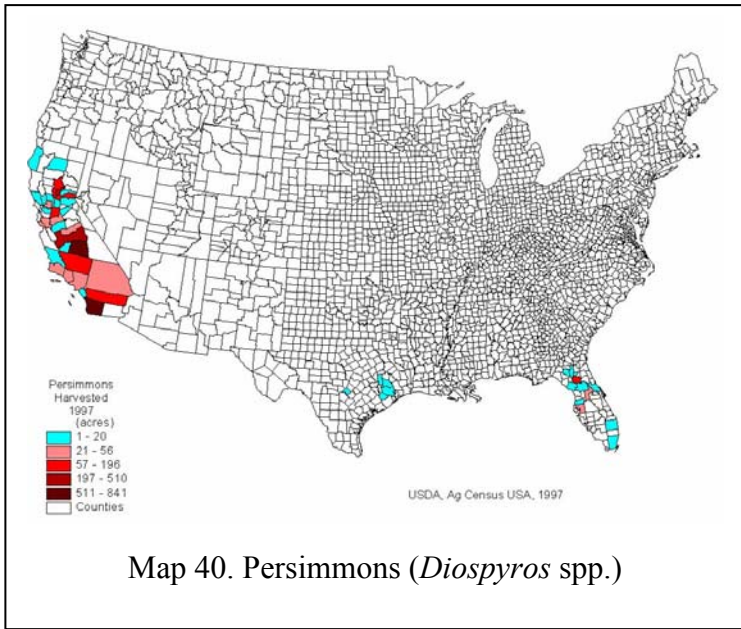 Persimmons
Harvested
1997
(acres)
1 - 20
21 - 56
57 - 196
197 - 510
511 - 841
Counties
USDA, Ag Census USA, 1997
Map 40. Persimmons (Diospyros spp.)